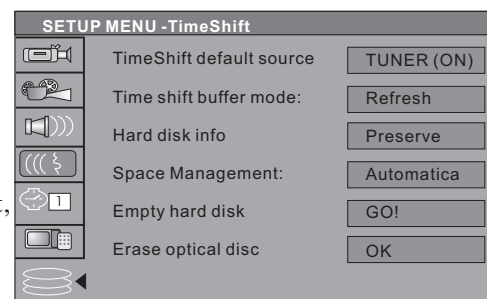 SETUP MENU -TimeShift
TimeShift default source TUNER (ON)
Time shift buffer mode: Refresh
Hard disk info Preserve
Space Management: Automatica
t, 1
Empty hard disk GO!
Erase optical disc OK